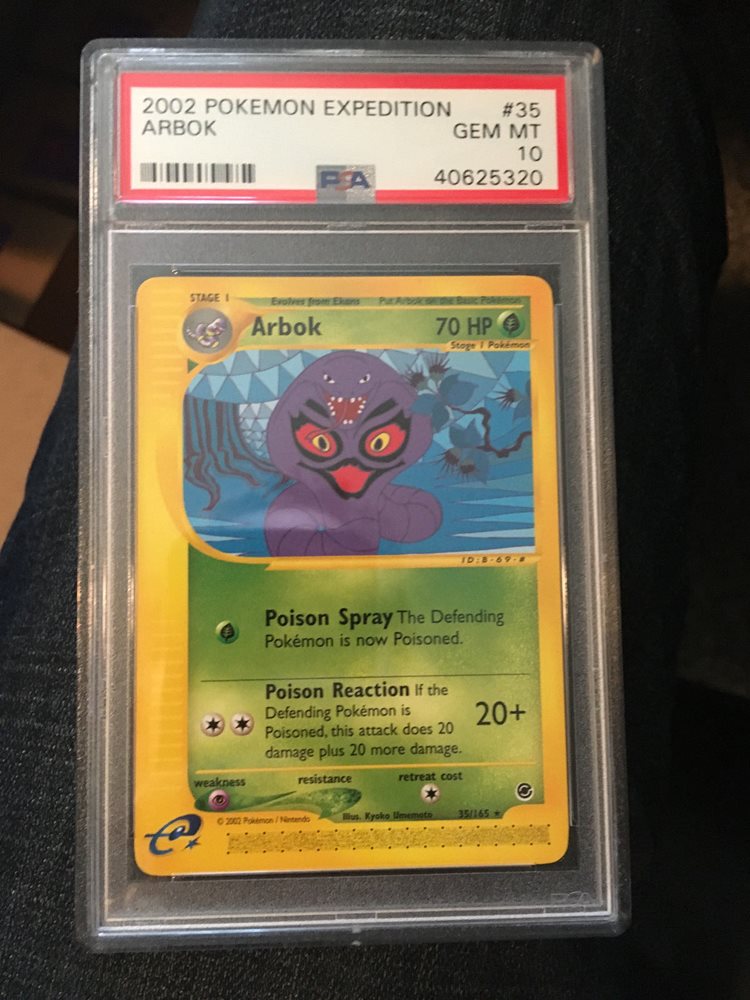 2002 POKEMON EXPEDITION #35
ARBOK GEM MT
10
PSA 40625320
STAGE 1 Evolves from Ekans Put Arbok on the Basic Pokémon
Arbok 70 HP
Stage 1 Pokémon
ID:B-69-#
Poison Spray The Defending
Pokémon is now Poisoned.
Poison Reaction If the
Defending Pokémon is
Poisoned, this attack does 20
damage plus 20 more damage.
20+
weakness resistance retreat cost
© 2002 Pokémon / Nintendo Illus. Kyoko Umemoto 35/165 ★
e
PSA